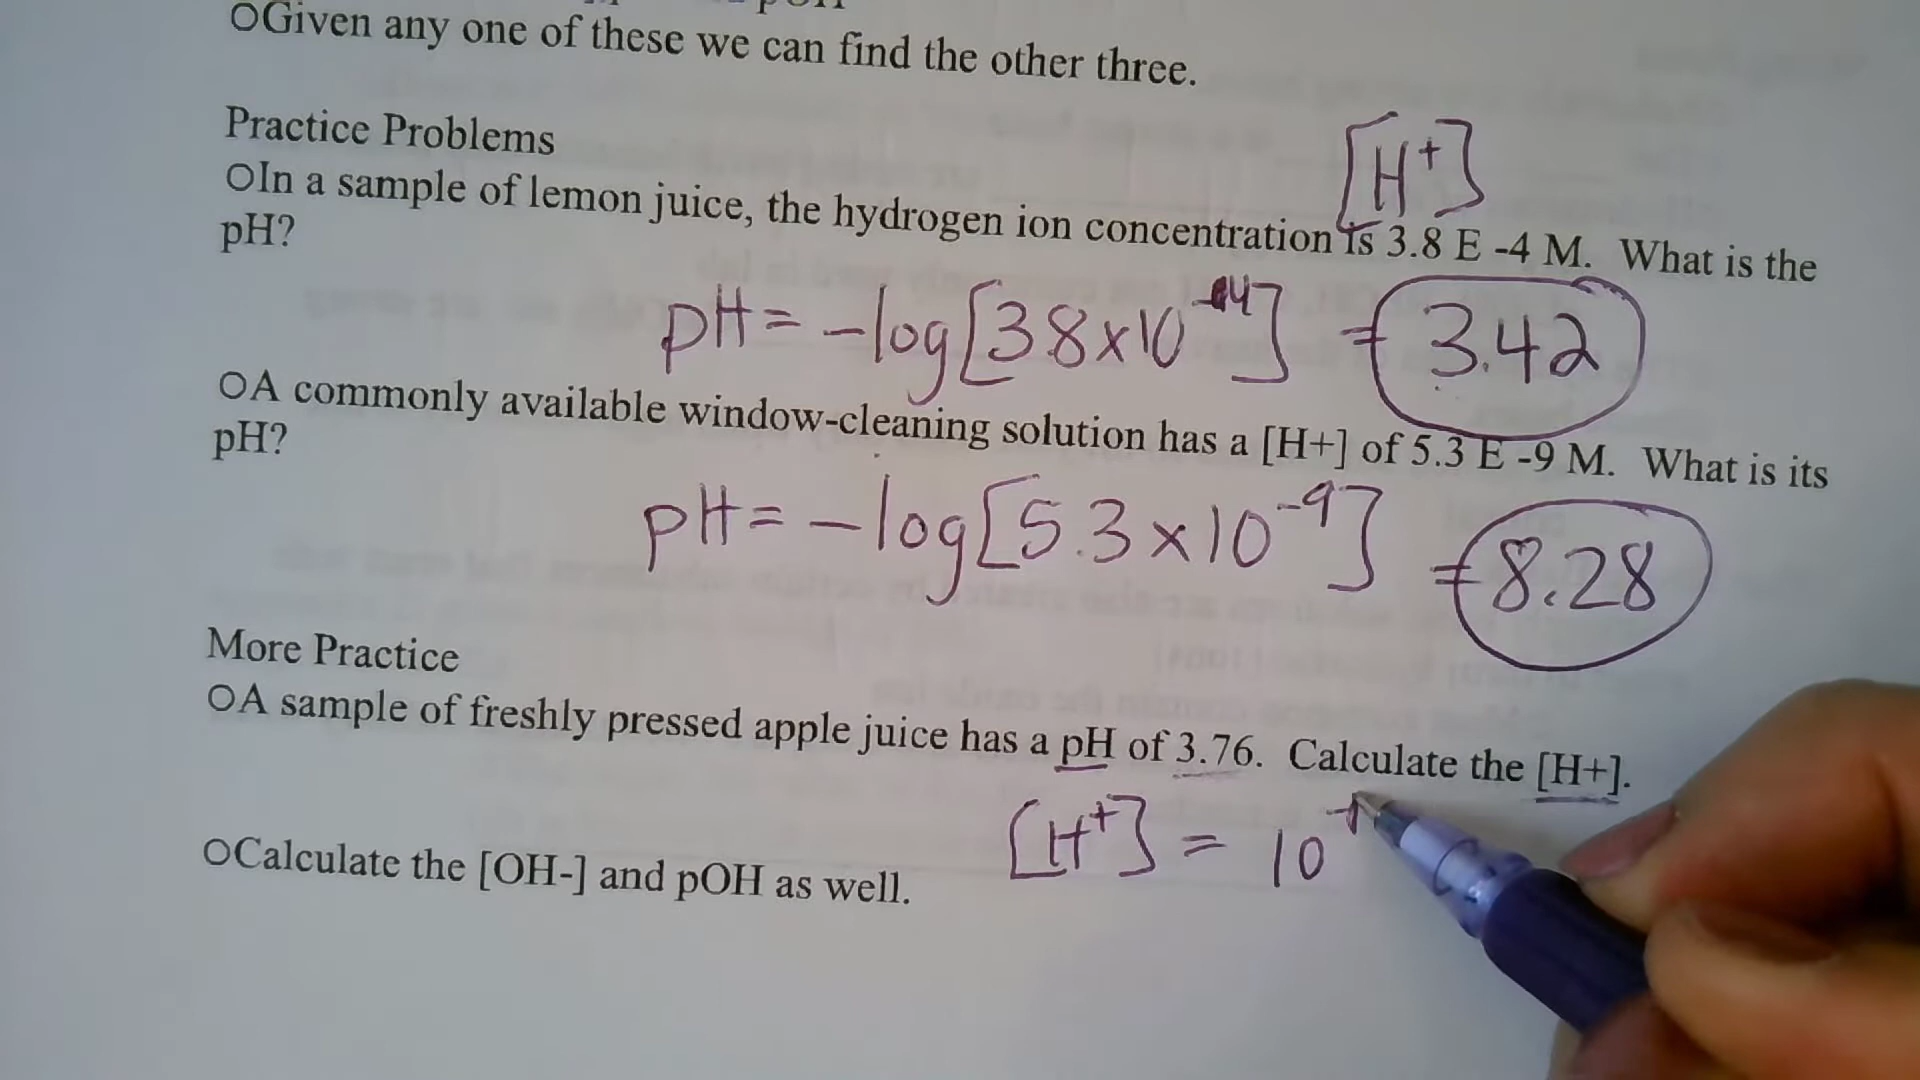 OGiven any one of these we can find the other three.
Practice Problems
[H+]
OIn a sample of lemon juice, the hydrogen ion concentration is 3.8 E -4 M. What is the
pH?
pH = -log[3.8x10-4] = 3.42
OA commonly available window-cleaning solution has a [H+] of 5.3 E -9 M. What is its
pH?
pH = -log[5.3x10-9] = 8.28
More Practice
OA sample of freshly pressed apple juice has a pH of 3.76. Calculate the [H+].
[H+] = 10-
OCalculate the [OH-] and pOH as well.